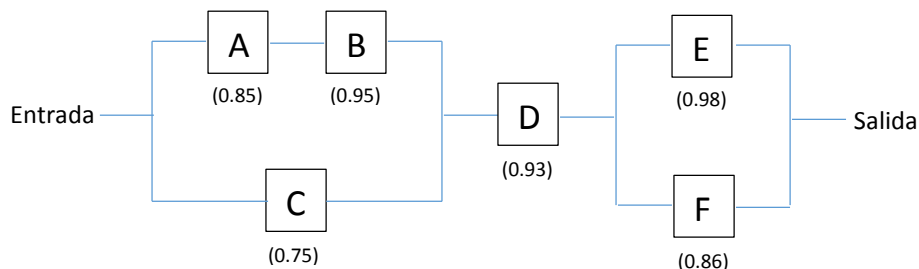 A
B
E
(0.85)
(0.95)
(0.98)
Entrada
D
Salida
(0.93)
C
F
(0.75)
(0.86)